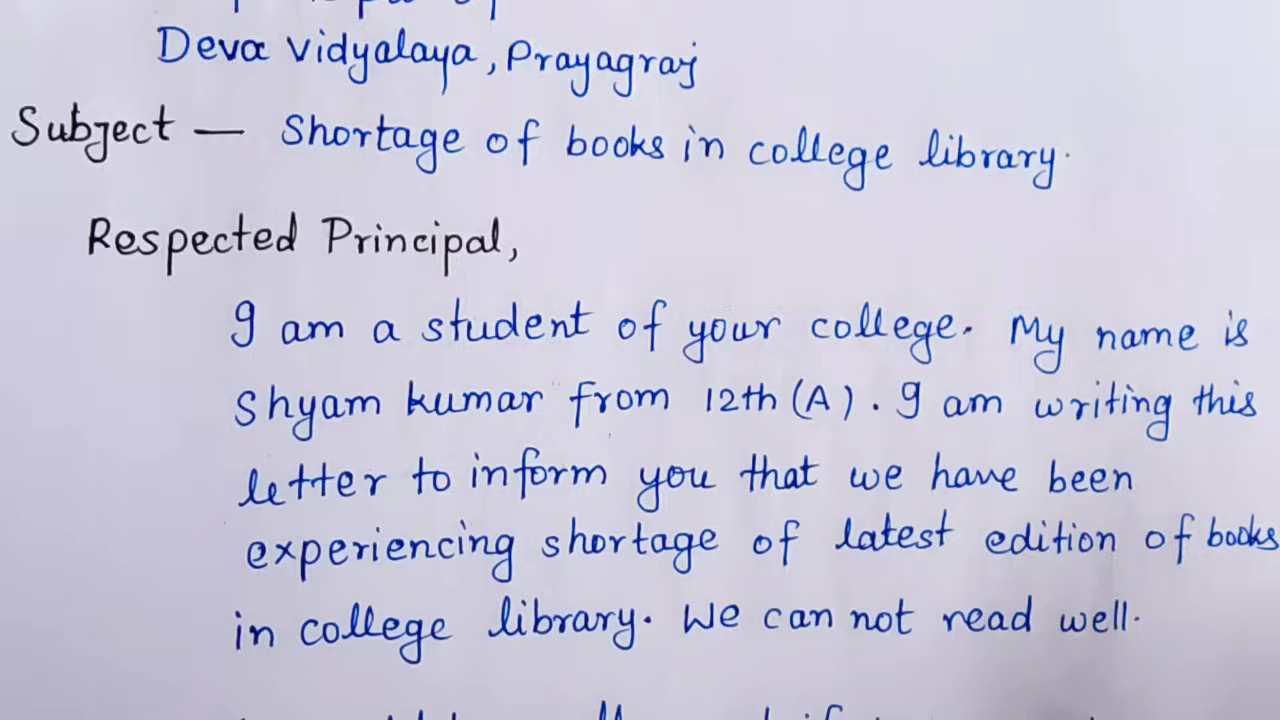 Deva Vidyalaya, Prayagraj
Subject — Shortage of books in college library.
Respected Principal,
I am a student of your college. My name is
Shyam kumar from 12th (A). I am writing this
letter to inform you that we have been
experiencing shortage of latest edition of books
in college library. We can not read well.